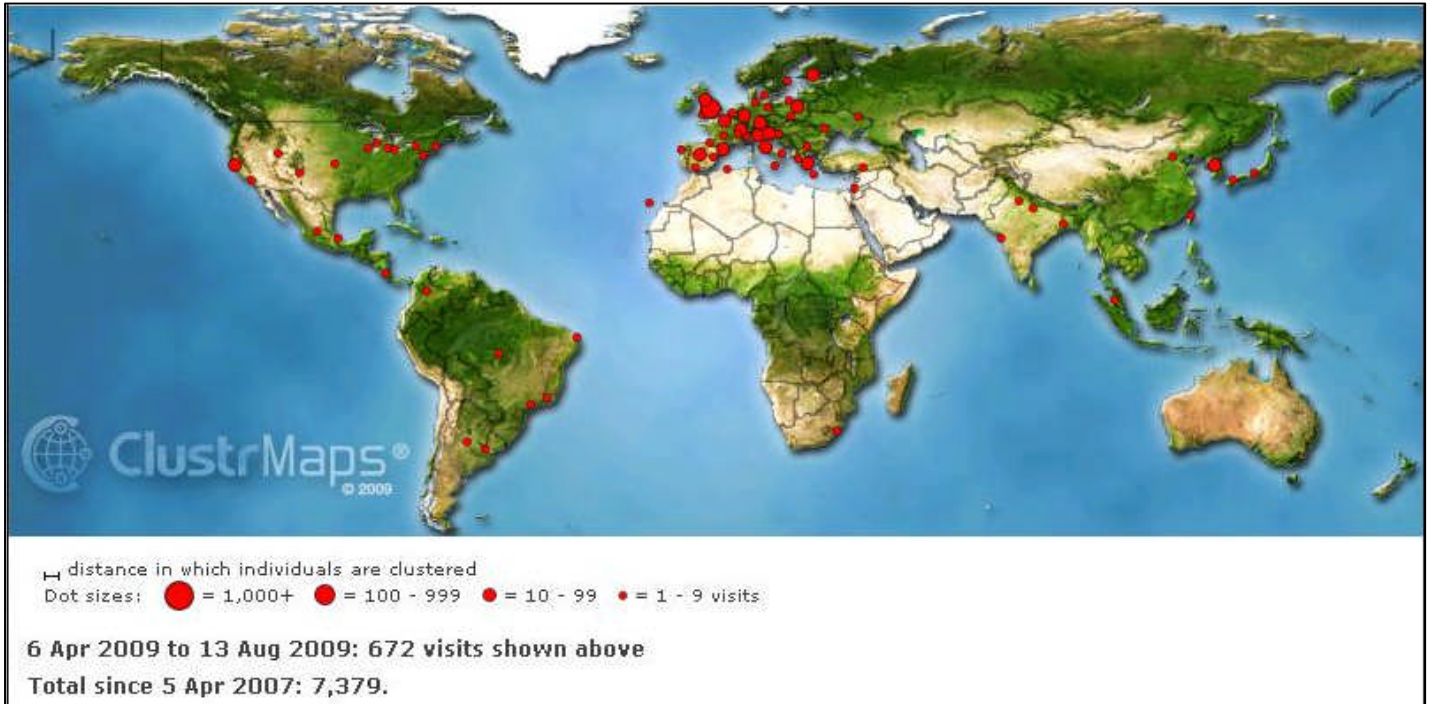 ClustrMaps®
© 2009
distance in which individuals are clustered
Dot sizes: = 1,000+ = 100 - 999 = 10 - 99 = 1 - 9 visits
6 Apr 2009 to 13 Aug 2009: 672 visits shown above
Total since 5 Apr 2007: 7,379.